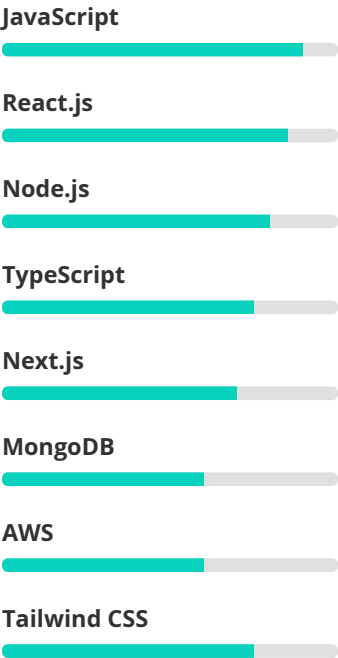 JavaScript
React.js
Node.js
TypeScript
Next.js
MongoDB
AWS
Tailwind CSS